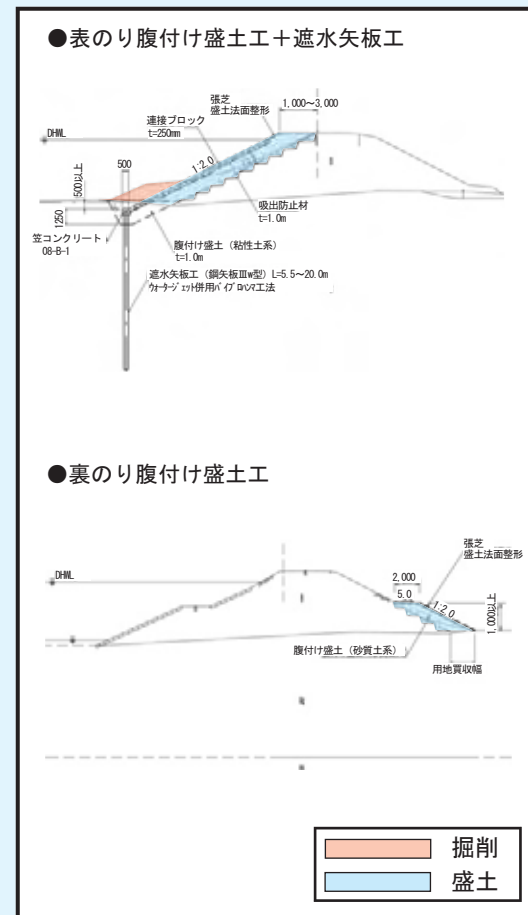 ●表のり腹付け盛土工＋遮水矢板工
張芝
盛土法面整形
1,000〜3,000
連接ブロック
t=250mm
DHWL
500
1:2.0
500以上
1250
吸出防止材
t=1.0m
笠コンクリート
08-B-1
腹付け盛土（粘性土系）
t=1.0m
遮水矢板工（鋼矢板Ⅲw型）L=5.5〜20.0m
ウォータージェット併用バイブロハンマ工法
●裏のり腹付け盛土工
張芝
盛土法面整形
DHWL
2,000
5.0
1:2.0
1,000以上
腹付け盛土（砂質土系）
用地買収幅
掘削
盛土